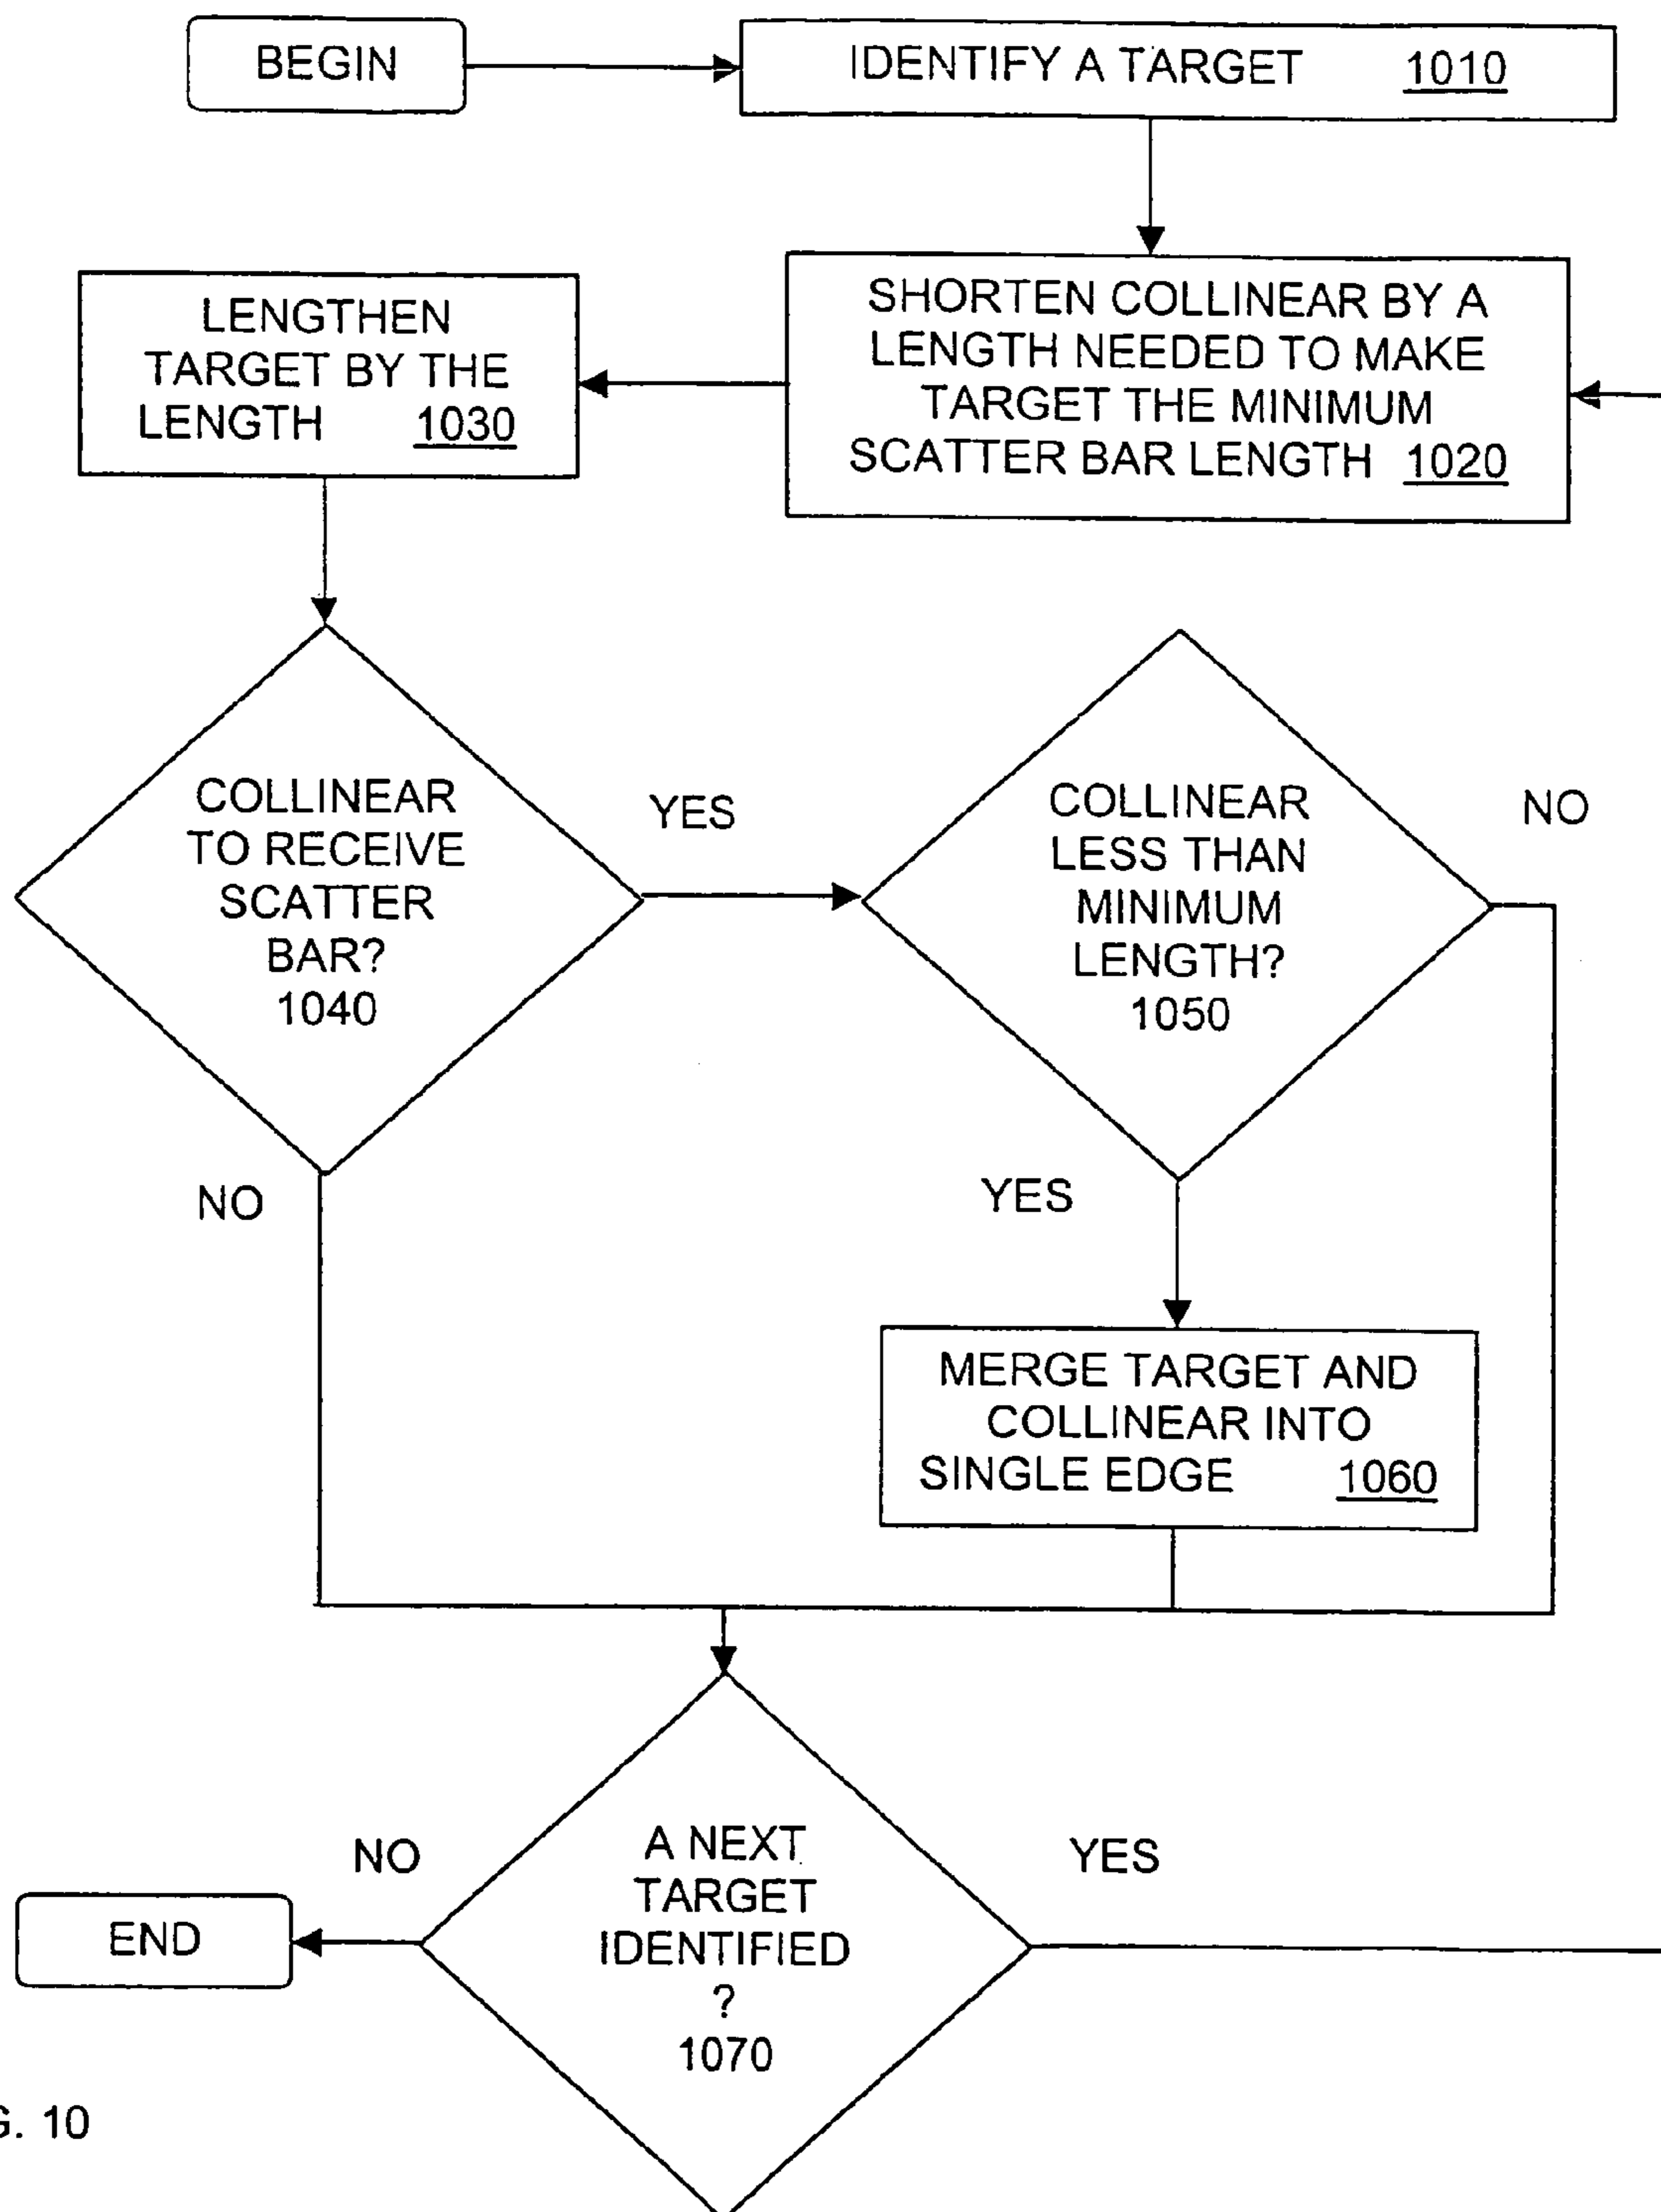 BEGIN
IDENTIFY A TARGET 1010
SHORTEN COLLINEAR BY A
LENGTH NEEDED TO MAKE
TARGET THE MINIMUM
SCATTER BAR LENGTH 1020
LENGTHEN
TARGET BY THE
LENGTH 1030
COLLINEAR
TO RECEIVE
SCATTER
BAR?
1040
YES
NO
COLLINEAR
LESS THAN
MINIMUM
LENGTH?
1050
NO
YES
MERGE TARGET AND
COLLINEAR INTO
SINGLE EDGE 1060
A NEXT
TARGET
IDENTIFIED
?
1070
NO
YES
END
G. 10